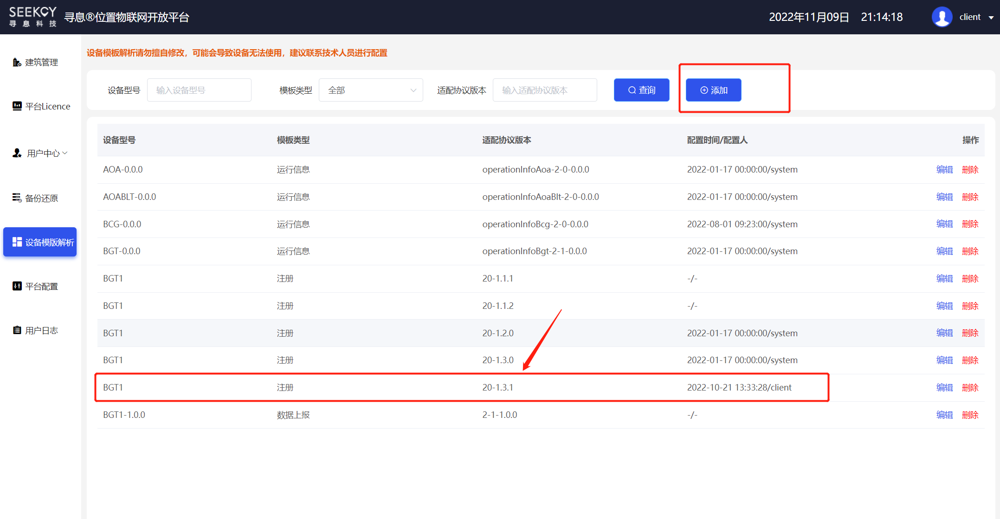 SEEKCY
寻息科技
寻息®位置物联网开放平台
2022年11月09日 21:14:18
client
建筑管理
平台Licence
用户中心
备份还原
设备模版解析
平台配置
用户日志
设备模板解析请勿擅自修改，可能会导致设备无法使用，建议联系技术人员进行配置
设备型号 输入设备型号 模板类型 全部 适配协议版本 输入适配协议版本 查询 添加
设备型号 模板类型 适配协议版本 配置时间/配置人 操作
AOA-0.0.0 运行信息 operationInfoAoa-2-0-0.0.0 2022-01-17 00:00:00/system 编辑 删除
AOABLT-0.0.0 运行信息 operationInfoAoaBlt-2-0-0.0.0 2022-01-17 00:00:00/system 编辑 删除
BCG-0.0.0 运行信息 operationInfoBcg-2-0-0.0.0 2022-08-01 09:23:00/system 编辑 删除
BGT-0.0.0 运行信息 operationInfoBgt-2-1-0.0.0 2022-01-17 00:00:00/system 编辑 删除
BGT1 注册 20-1.1.1 -/- 编辑 删除
BGT1 注册 20-1.1.2 -/- 编辑 删除
BGT1 注册 20-1.2.0 2022-01-17 00:00:00/system 编辑 删除
BGT1 注册 20-1.3.0 2022-01-17 00:00:00/system 编辑 删除
BGT1 注册 20-1.3.1 2022-10-21 13:33:28/client 编辑 删除
BGT1-1.0.0 数据上报 2-1-1.0.0 -/- 编辑 删除